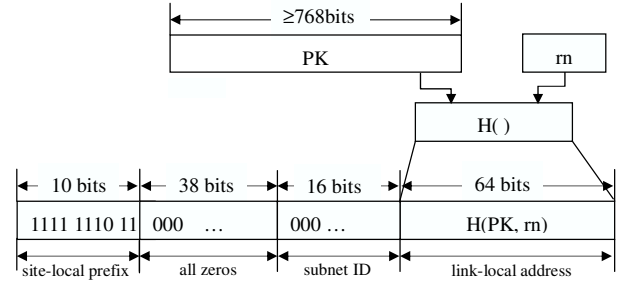 ≥768bits
PK
rn
H( )
10 bits
38 bits
16 bits
64 bits
1111 1110 11
000 ...
000 ...
H(PK, rn)
site-local prefix
all zeros
subnet ID
link-local address